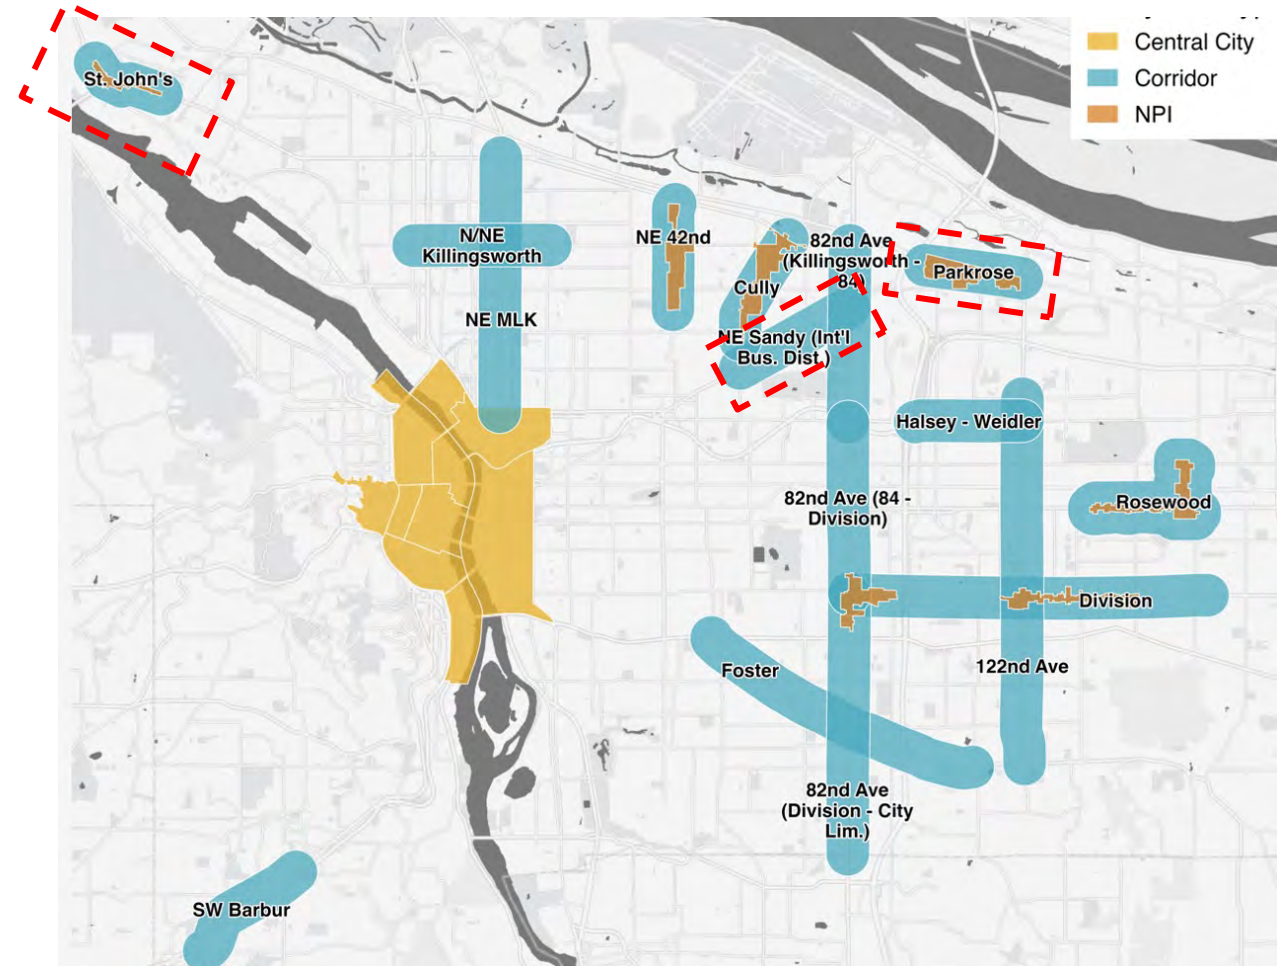 Central City
Corridor
NPI
St. John's
N/NE
Killingsworth
NE 42nd
82nd Ave
(Killingsworth -
84)
Parkrose
Cully
NE MLK
NE Sandy (Int'l
Bus. Dist.)
Halsey - Weidler
82nd Ave (84 -
Division)
Rosewood
Division
Foster
122nd Ave
82nd Ave
(Division - City
Lim.)
SW Barbur